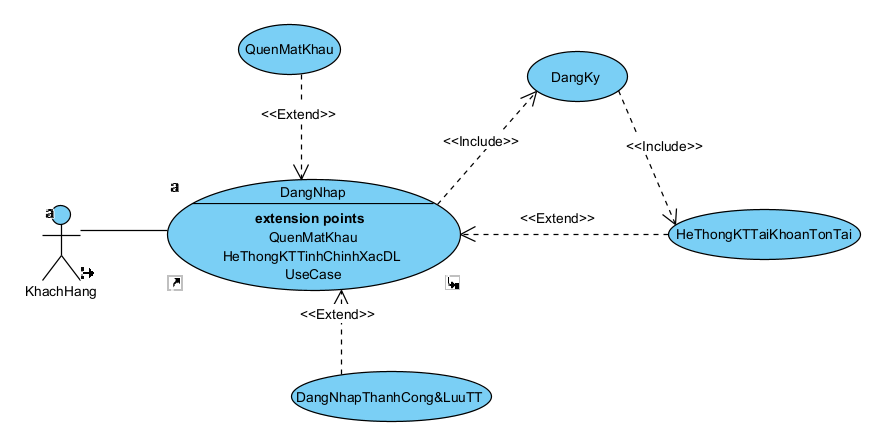 QuenMatKhau
DangKy
<<Extend>>
<<Include>>
<<Include>>
a
DangNhap
extension points
QuenMatKhau
HeThongKTTinhChinhXacDL
UseCase
a
KhachHang
<<Extend>>
HeThongKTTaiKhoanTonTai
<<Extend>>
DangNhapThanhCong&LuuTT